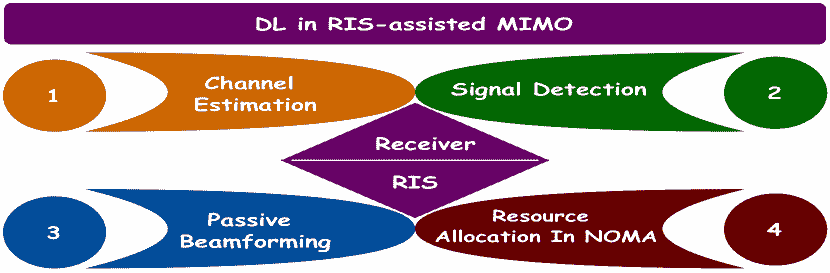 DL in RIS-assisted MIMO
1
Channel
Estimation
Signal Detection
2
Receiver
RIS
3
Passive
Beamforming
Resource
Allocation In NOMA
4